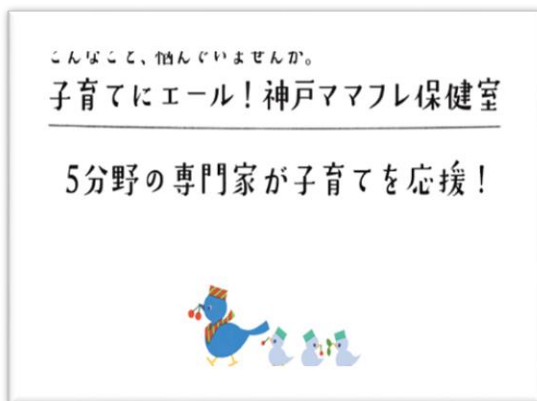 こんなこと、悩んでいませんか。
子育てにエール！神戸ママフレ保健室
5分野の専門家が子育てを応援！